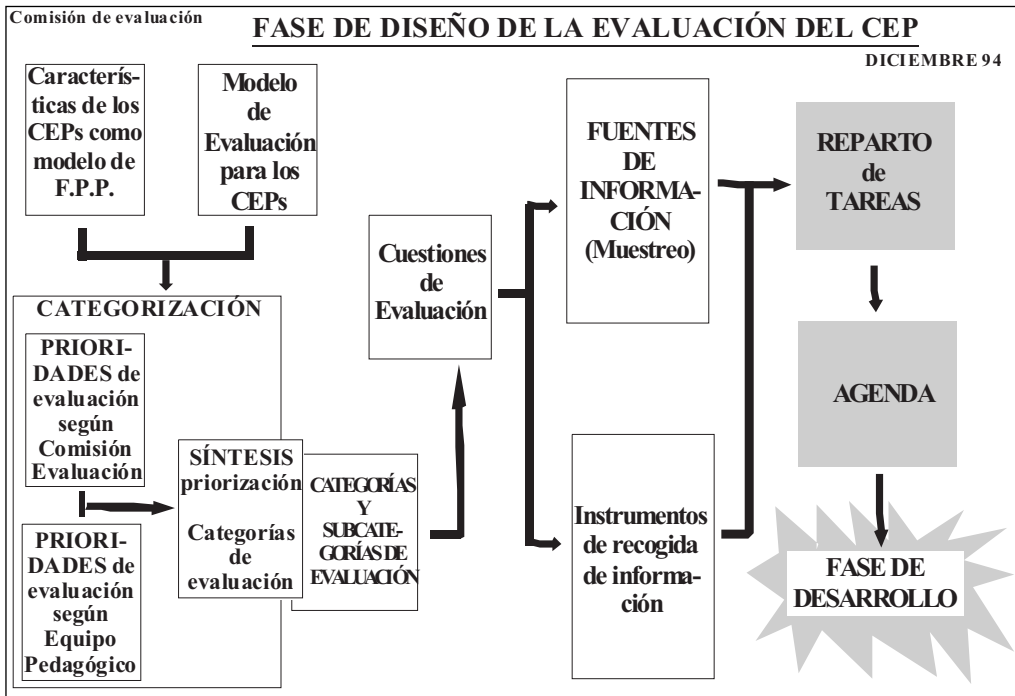 Comisión de evaluación
FASE DE DISEÑO DE LA EVALUACIÓN DEL CEP
DICIEMBRE 94
Caracterís-
ticas de los
CEPs como
modelo de
F.P.P.
Modelo
de
Evaluación
para los
CEPs
CATEGORIZACIÓN
PRIORI-
DADES de
evaluación
según
Comisión
Evaluación
PRIORI-
DADES de
evaluación
según
Equipo
Pedagógico
SÍNTESIS
priorización
Categorías
de
evaluación
CATEGORÍAS
Y
SUBCATE-
GORÍAS DE
EVALUACIÓN
Cuestiones
de
Evaluación
FUENTES
DE
INFORMA-
CIÓN
(Muestreo)
Instrumentos
de recogida
de informa-
ción
REPARTO
de
TAREAS
AGENDA
FASE DE
DESARROLLO